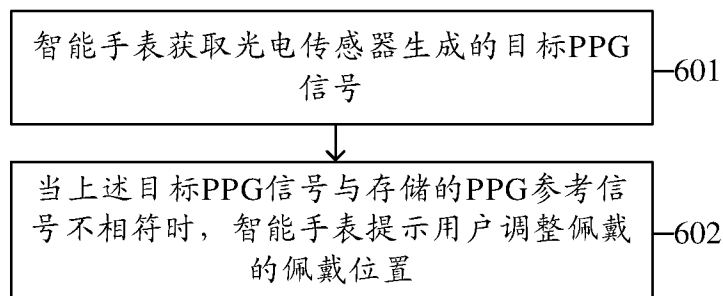 智能手表获取光电传感器生成的目标PPG
信号
601
当上述目标PPG信号与存储的PPG参考信
号不相符时，智能手表提示用户调整佩戴
的佩戴位置
602